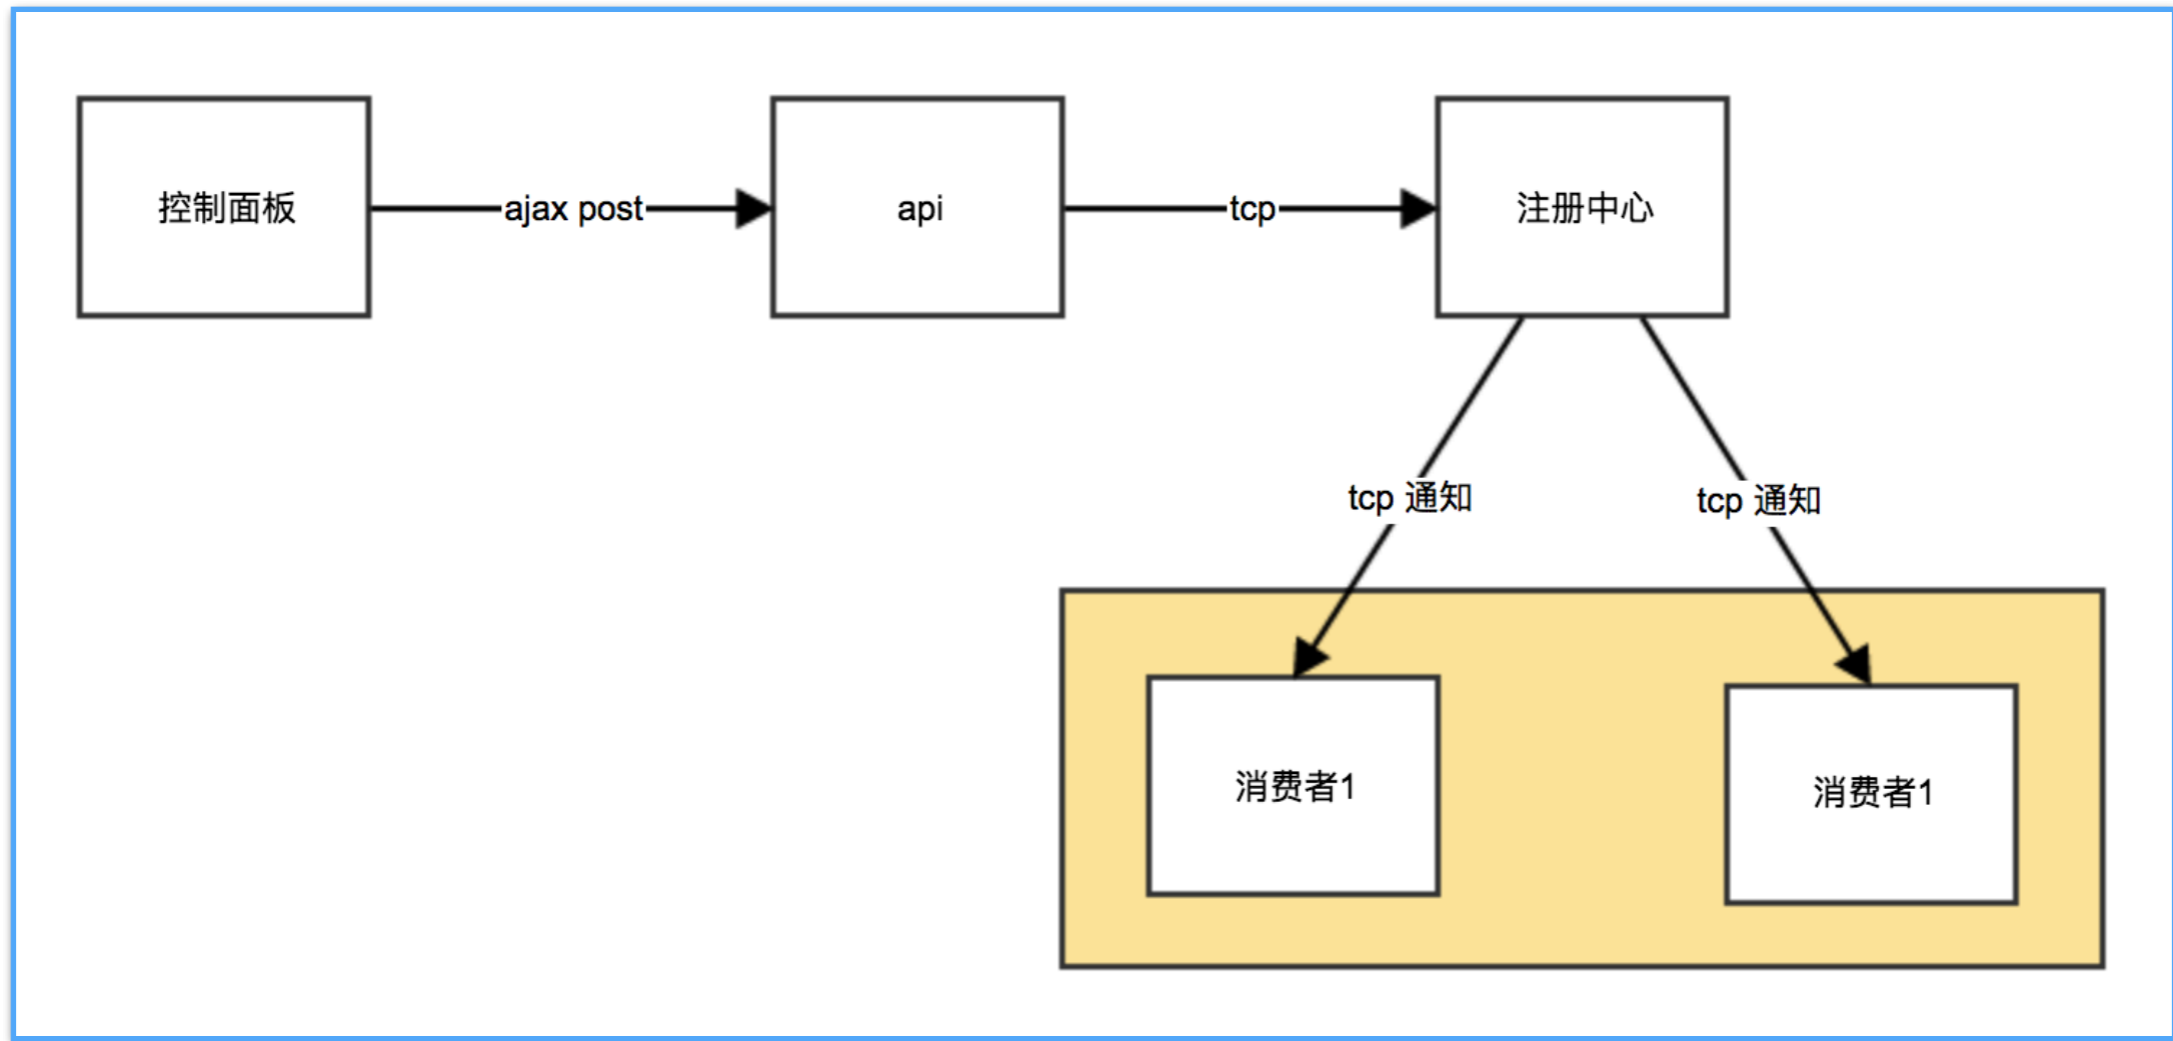 控制面板
ajax post
api
tcp
注册中心
tcp 通知
tcp 通知
消费者1
消费者1